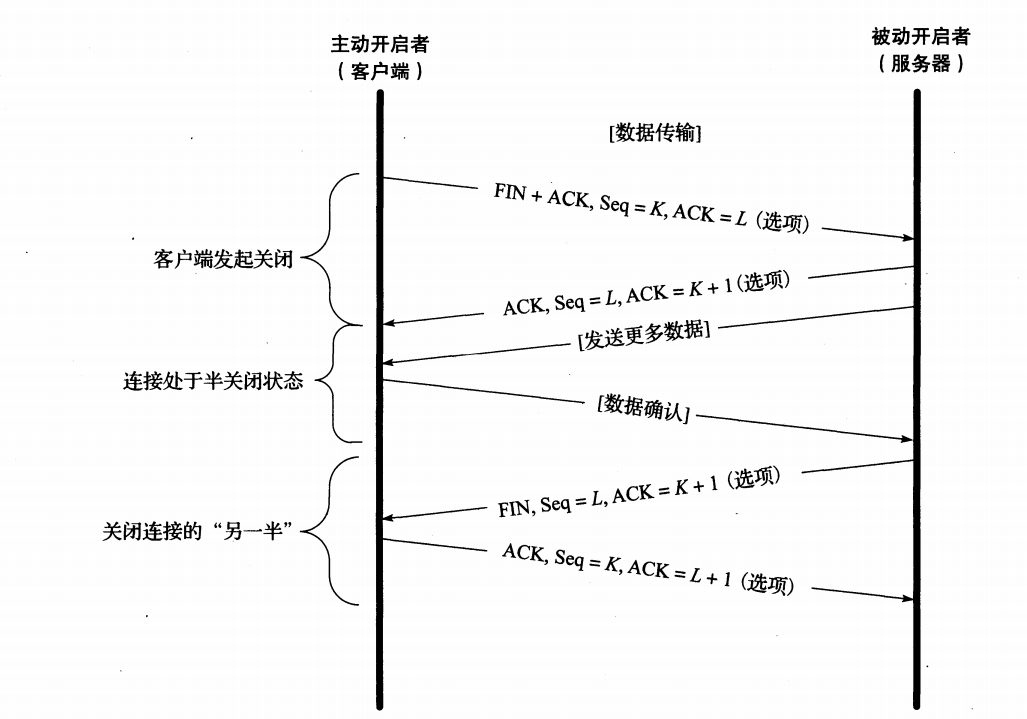 主动开启者
（客户端）
被动开启者
（服务器）
[数据传输]
FIN + ACK, Seq = K, ACK = L (选项)
客户端发起关闭
ACK, Seq = L, ACK = K + 1 (选项)
[发送更多数据]
连接处于半关闭状态
[数据确认]
FIN, Seq = L, ACK = K + 1 (选项)
关闭连接的“另一半”
ACK, Seq = K, ACK = L + 1 (选项)